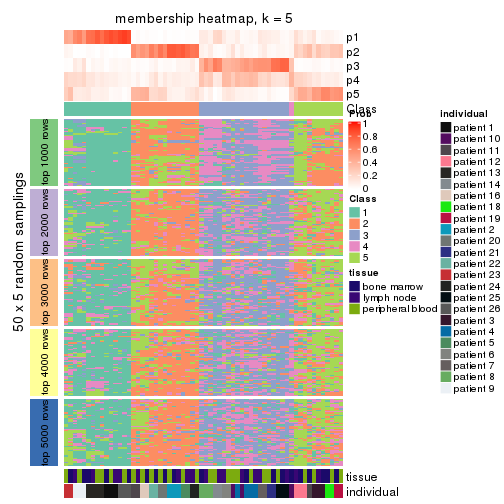 membership heatmap, k = 5
p1
p2
p3
p4
p5
Class
50 x 5 random samplings
top 1000 rows
top 2000 rows
top 3000 rows
top 4000 rows
top 5000 rows
tissue
individual
Prob
1
0.8
0.6
0.4
0.2
0
Class
1
2
3
4
5
tissue
bone marrow
lymph node
peripheral blood
individual
patient 1
patient 10
patient 11
patient 12
patient 13
patient 14
patient 16
patient 18
patient 19
patient 2
patient 20
patient 21
patient 22
patient 23
patient 24
patient 25
patient 26
patient 3
patient 4
patient 5
patient 6
patient 7
patient 8
patient 9